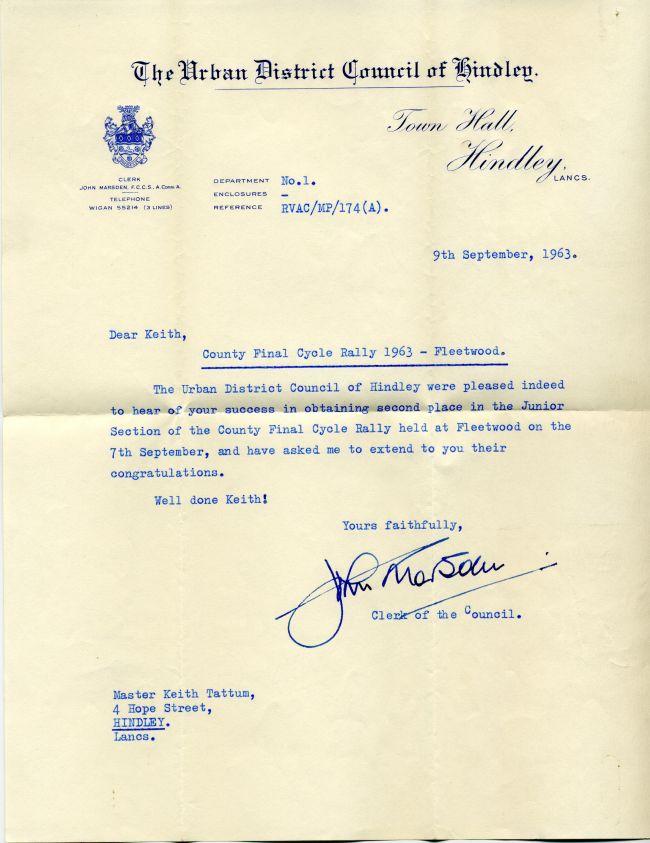 The Urban District Council of Hindley.
Town Hall,
Hindley,
LANCS.
CLERK
JOHN MARSDEN, F.C.C.S., A.COMM.A.
TELEPHONE
WIGAN 55214 (3 LINES)
DEPARTMENT No.1.
ENCLOSURES –
REFERENCE RVAC/MP/174(A).
9th September, 1963.
Dear Keith,
County Final Cycle Rally 1963 - Fleetwood.
The Urban District Council of Hindley were pleased indeed
to hear of your success in obtaining second place in the Junior
Section of the County Final Cycle Rally held at Fleetwood on the
7th September, and have asked me to extend to you their
congratulations.
Well done Keith!
Yours faithfully,
John Marsden
Clerk of the Council.
Master Keith Tattum,
4 Hope Street,
HINDLEY.
Lancs.